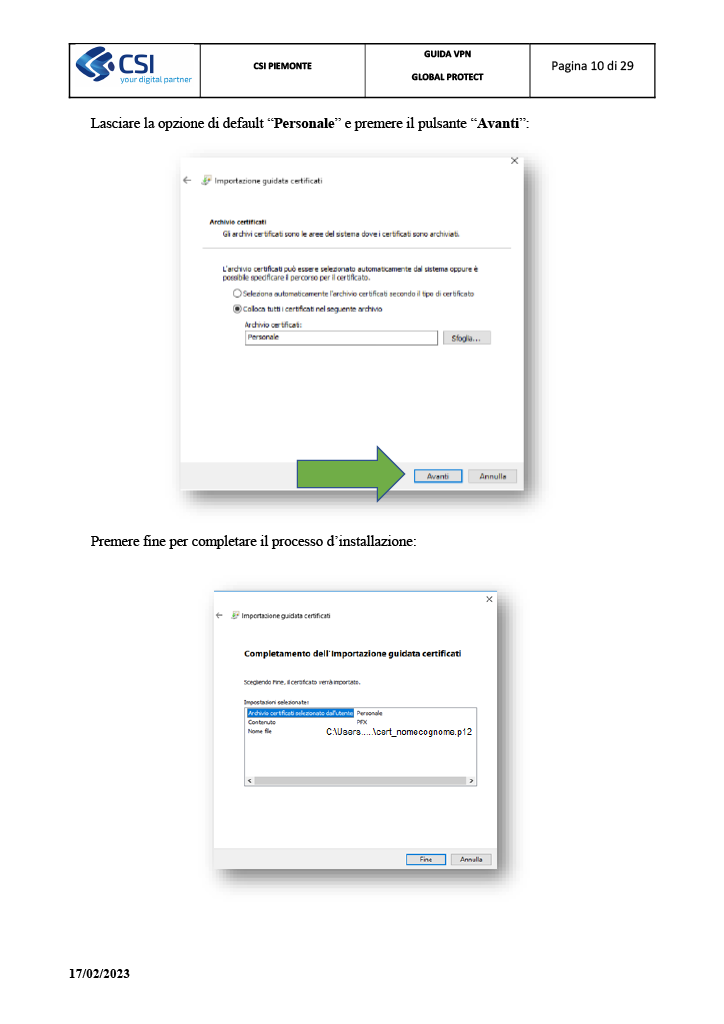 CSI
your digital partner
CSI PIEMONTE
GUIDA VPN
GLOBAL PROTECT
Pagina 10 di 29
Lasciare la opzione di default “Personale” e premere il pulsante “Avanti”:
Importazione guidata certificati
Archivio certificati
Gli archivi certificati sono le aree del sistema dove i certificati sono archiviati.
L'archivio certificati può essere selezionato automaticamente dal sistema oppure è
possibile specificare il percorso per il certificato.
Seleziona automaticamente l'archivio certificati secondo il tipo di certificato
Colloca tutti i certificati nel seguente archivio
Archivio certificati:
Personale
Sfoglia...
Avanti
Annulla
Premere fine per completare il processo d’installazione:
Importazione guidata certificati
Completamento dell'Importazione guidata certificati
Scegliendo Fine, il certificato verrà importato.
Impostazioni selezionate:
Archivio certificati selezionato dall'utente Personale
Contenuto PFX
Nome file C:\Users.....\cert_nomecognome.p12
Fine
Annulla
17/02/2023